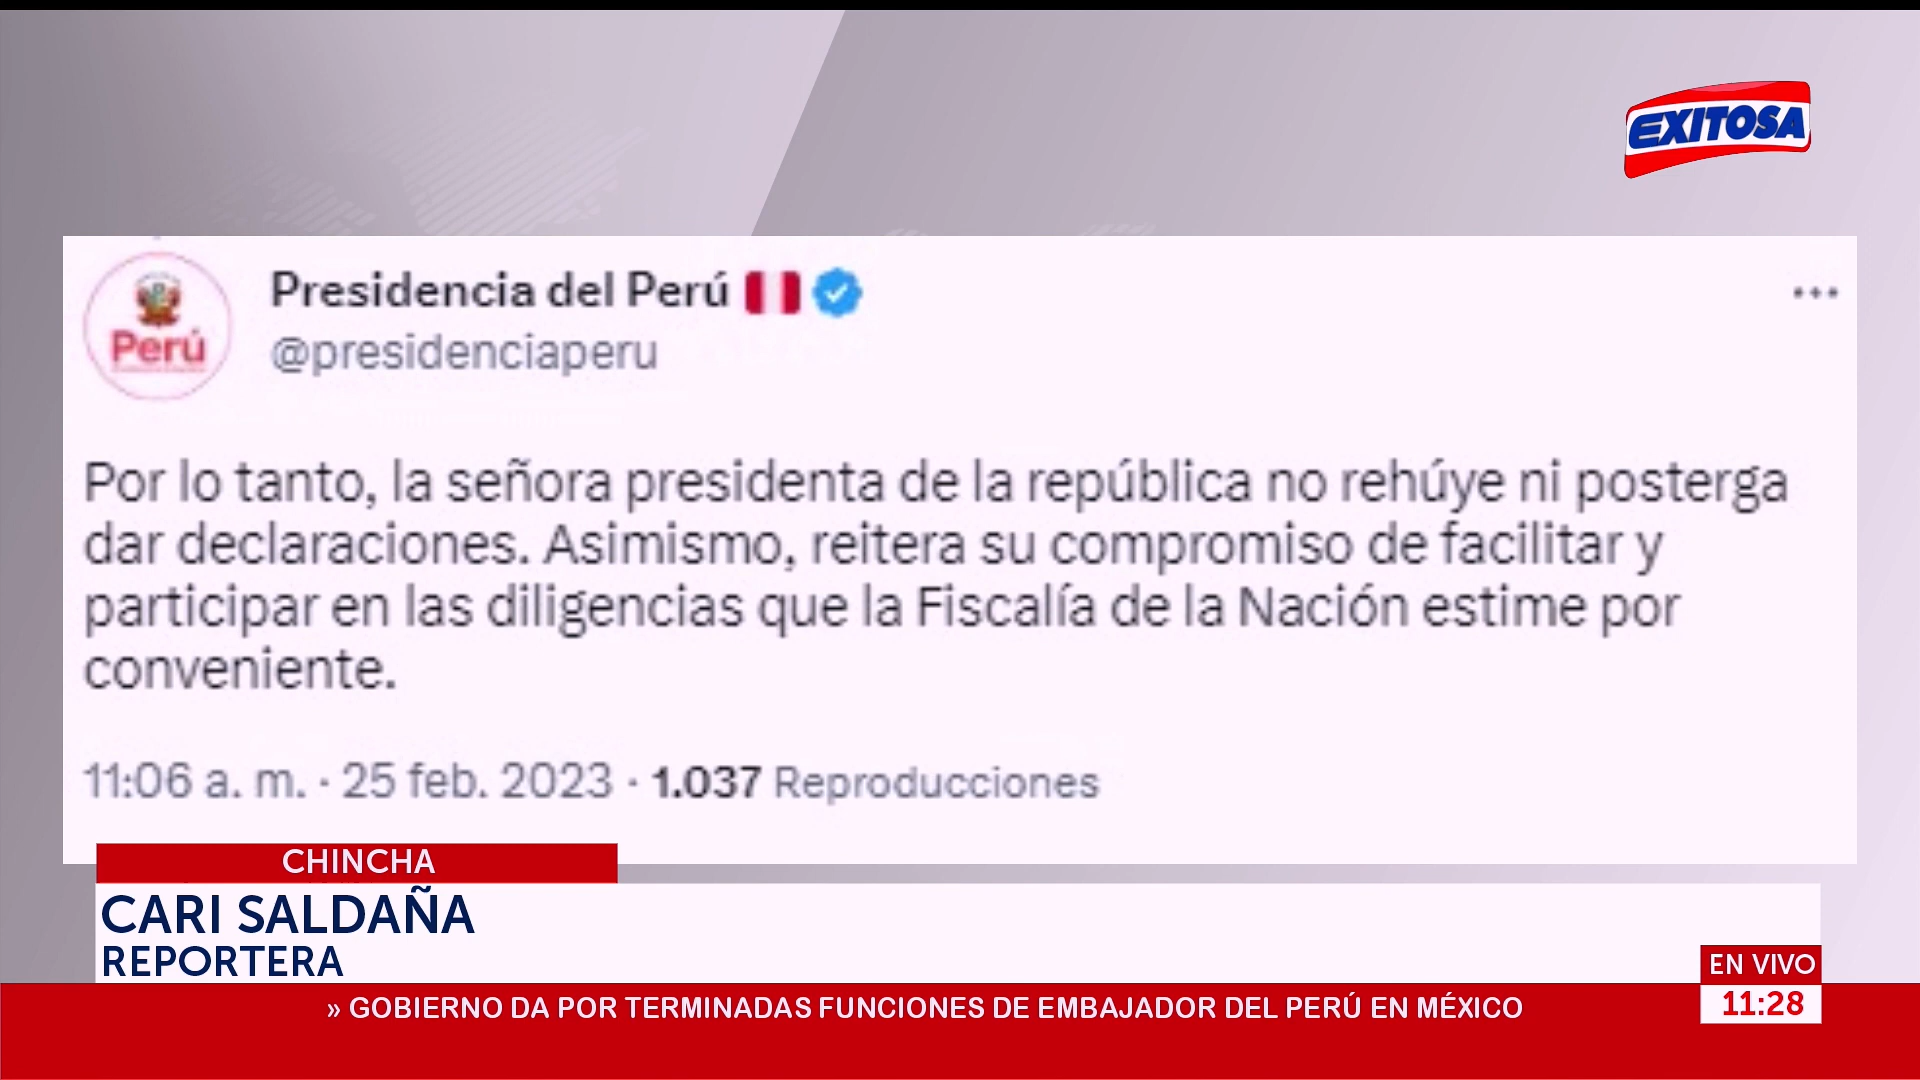 EXITOSA
Perú
Presidencia del Perú
@presidenciaperu
Por lo tanto, la señora presidenta de la república no rehúye ni posterga
dar declaraciones. Asimismo, reitera su compromiso de facilitar y
participar en las diligencias que la Fiscalía de la Nación estime por
conveniente.
11:06 a. m. · 25 feb. 2023 · 1.037 Reproducciones
CHINCHA
CARI SALDAÑA
REPORTERA
EN VIVO
11:28
» GOBIERNO DA POR TERMINADAS FUNCIONES DE EMBAJADOR DEL PERÚ EN MÉXICO